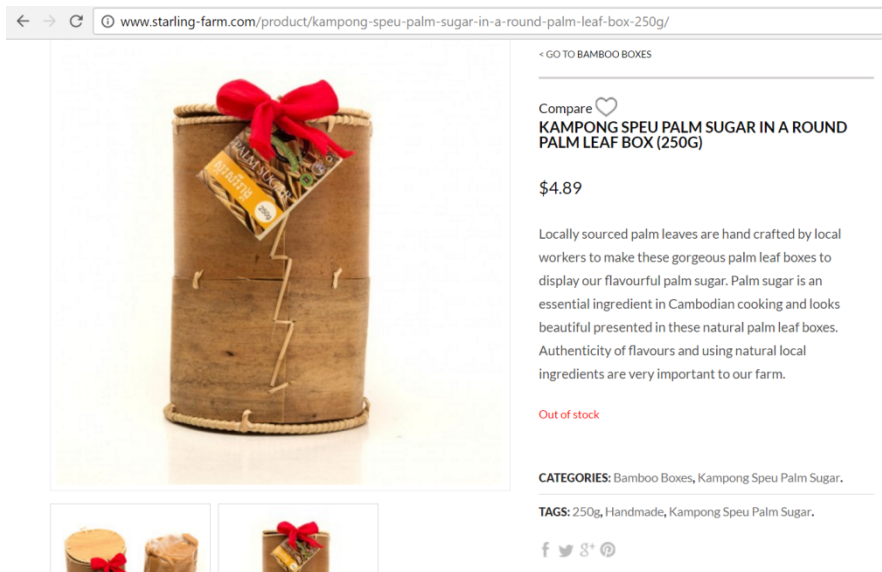 www.starling-farm.com/product/kampong-speu-palm-sugar-in-a-round-palm-leaf-box-250g/
< GO TO BAMBOO BOXES
Compare
KAMPONG SPEU PALM SUGAR IN A ROUND
PALM LEAF BOX (250G)
$4.89
PALM SUGAR
250g
Locally sourced palm leaves are hand crafted by local
workers to make these gorgeous palm leaf boxes to
display our flavourful palm sugar. Palm sugar is an
essential ingredient in Cambodian cooking and looks
beautiful presented in these natural palm leaf boxes.
Authenticity of flavours and using natural local
ingredients are very important to our farm.
Out of stock
CATEGORIES: Bamboo Boxes, Kampong Speu Palm Sugar.
TAGS: 250g, Handmade, Kampong Speu Palm Sugar.